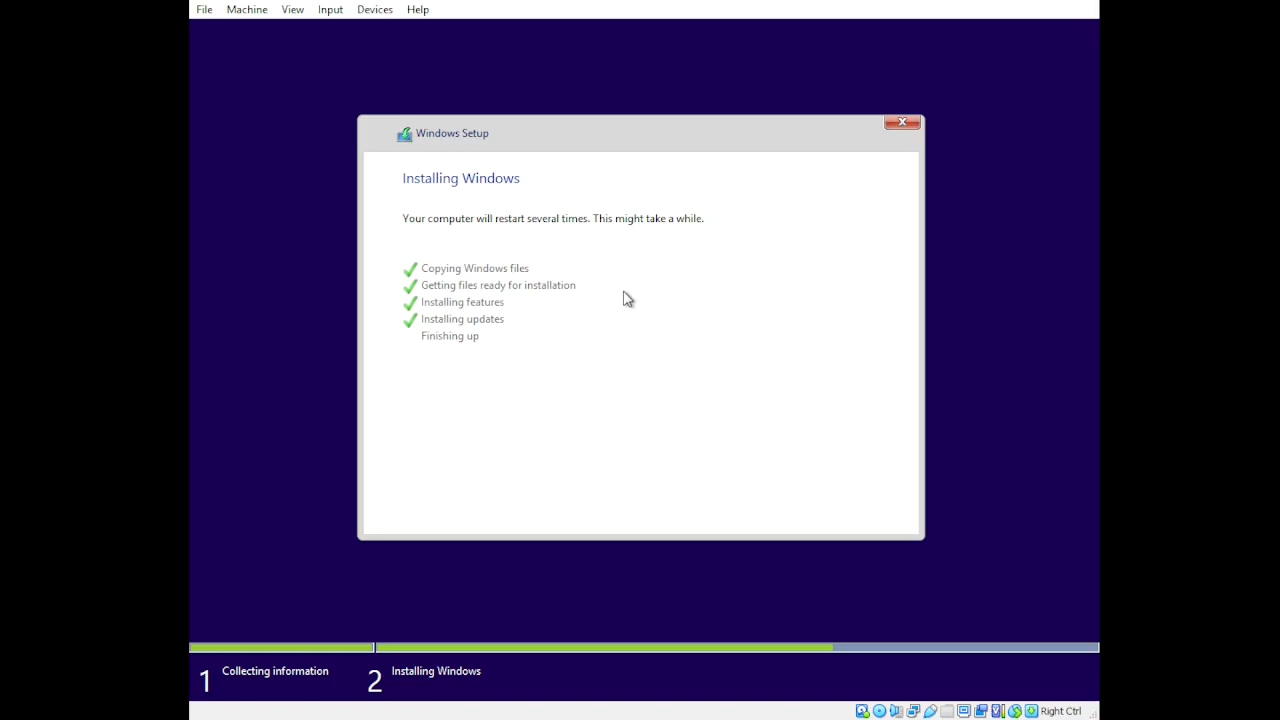 File Machine View Input Devices Help
Windows Setup
Installing Windows
Your computer will restart several times. This might take a while.
Copying Windows files
Getting files ready for installation
Installing features
Installing updates
Finishing up
1 Collecting information 2 Installing Windows
Right Ctrl